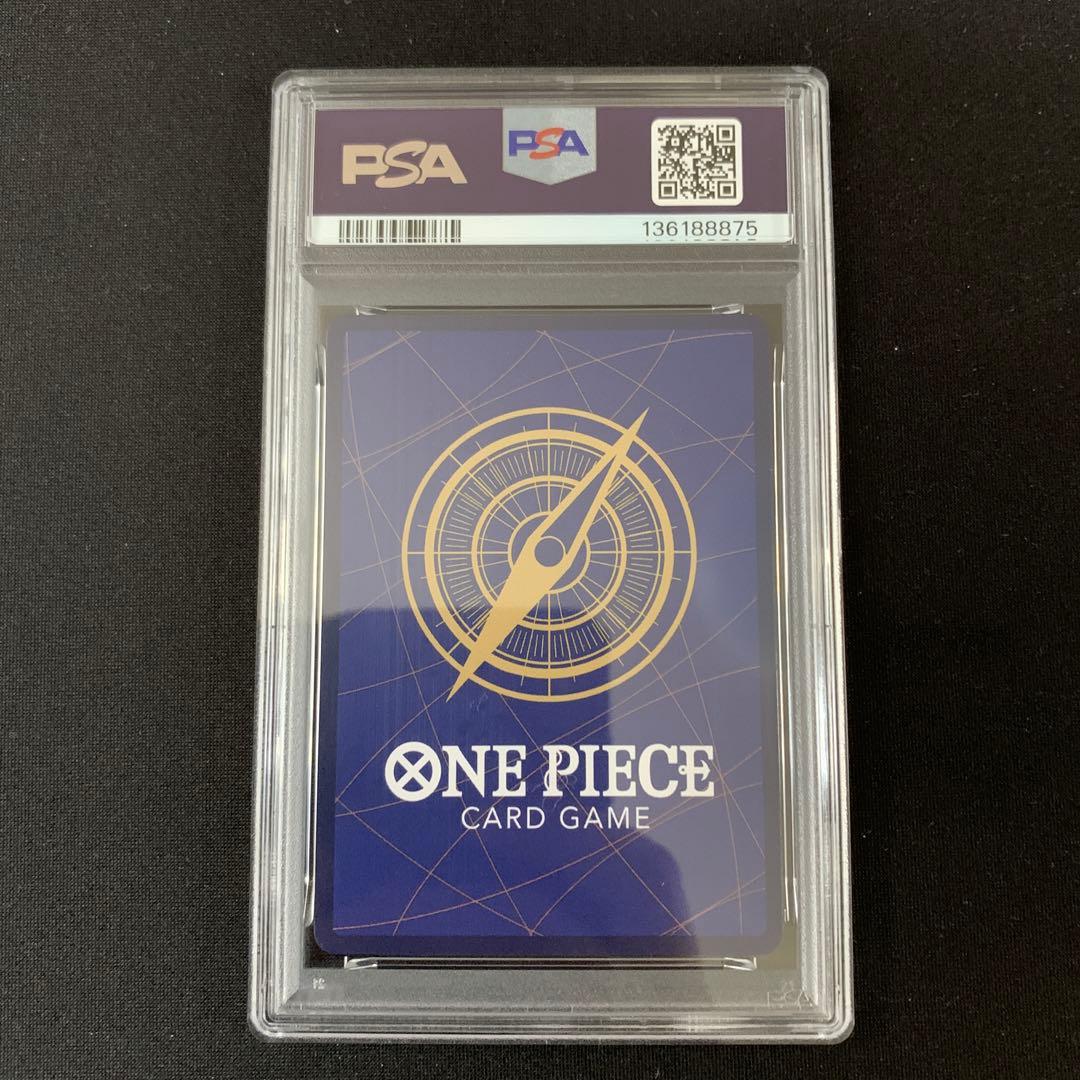 PSA
PSA
136188875
ONE PIECE
CARD GAME